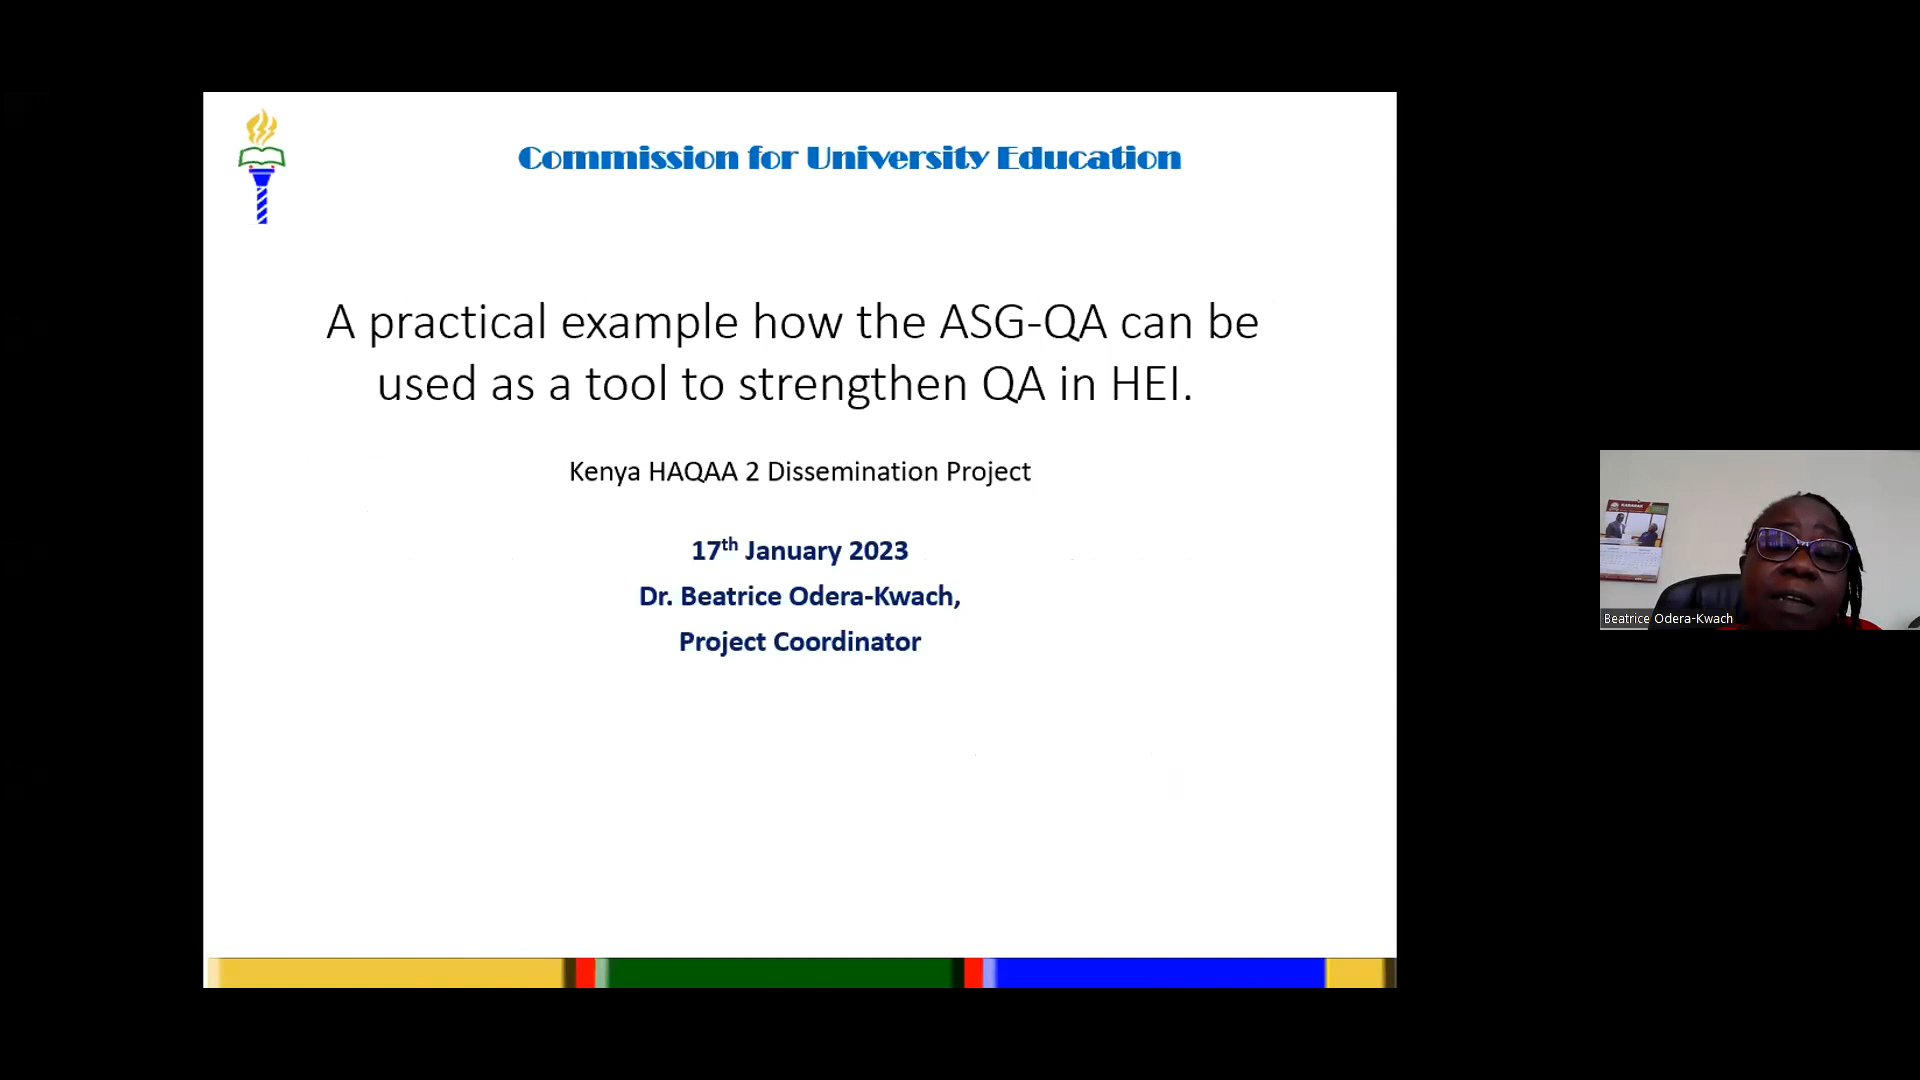 Commission for University Education
A practical example how the ASG-QA can be
used as a tool to strengthen QA in HEI.
Kenya HAQAA 2 Dissemination Project
17th January 2023
Dr. Beatrice Odera-Kwach,
Project Coordinator
KABARAK
Beatrice Odera-Kwach